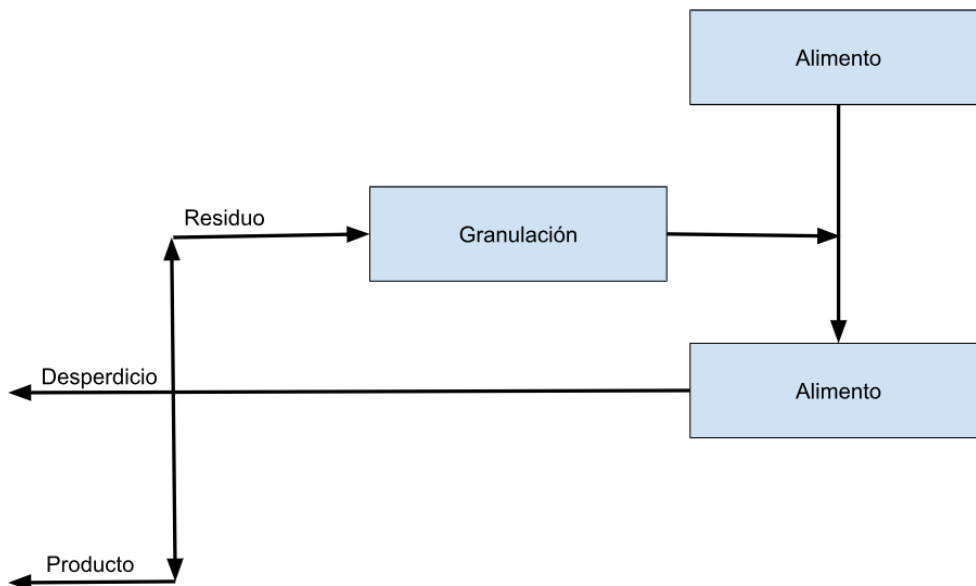 Alimento
Residuo
Granulación
Desperdicio
Alimento
Producto